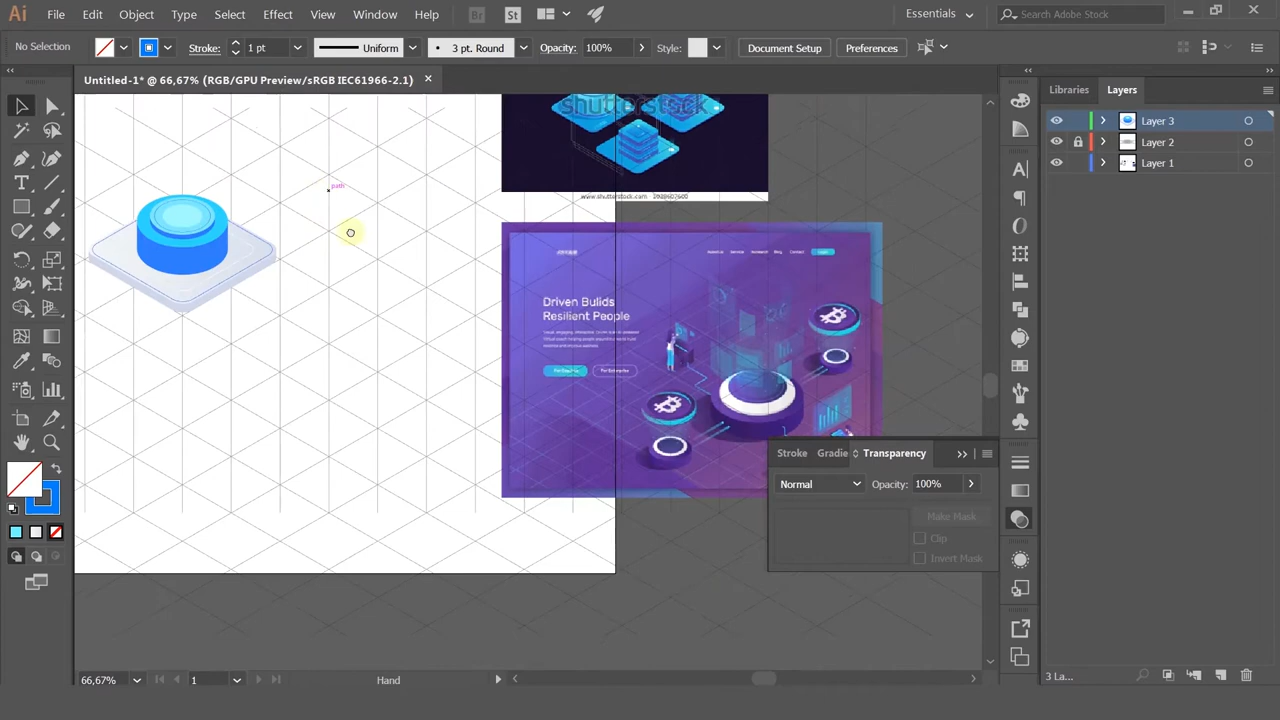 Ai File Edit Object Type Select Effect View Window Help Br St Essentials Search Adobe Stock
No Selection Stroke: 1 pt Uniform 3 pt. Round Opacity: 100% Style: Document Setup Preferences
Untitled-1* @ 66,67% (RGB/GPU Preview/sRGB IEC61966-2.1)
Libraries Layers
Layer 3
Layer 2
Layer 1
shutterstock
path
www.shutterstock.com
Driven Bulids
Resilient People
Stroke Gradie Transparency
Normal Opacity: 100%
Make Mask
Clip
Invert Mask
66,67% 1 Hand
3 La...